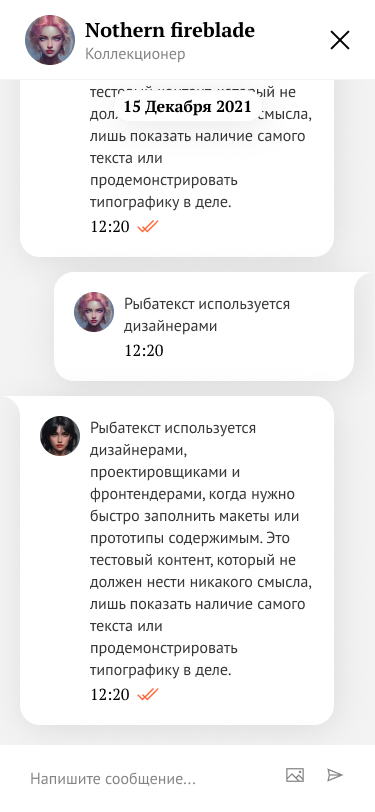 Nothern fireblade
Коллекционер
тестовый контент, который не
15 Декабря 2021
дол смысла,
лишь показать наличие самого
текста или
продемонстрировать
типографику в деле.
12:20
Рыбатекст используется
дизайнерами
12:20
Рыбатекст используется
дизайнерами,
проектировщиками и
фронтендерами, когда нужно
быстро заполнить макеты или
прототипы содержимым. Это
тестовый контент, который не
должен нести никакого смысла,
лишь показать наличие самого
текста или
продемонстрировать
типографику в деле.
12:20
Напишите сообщение...